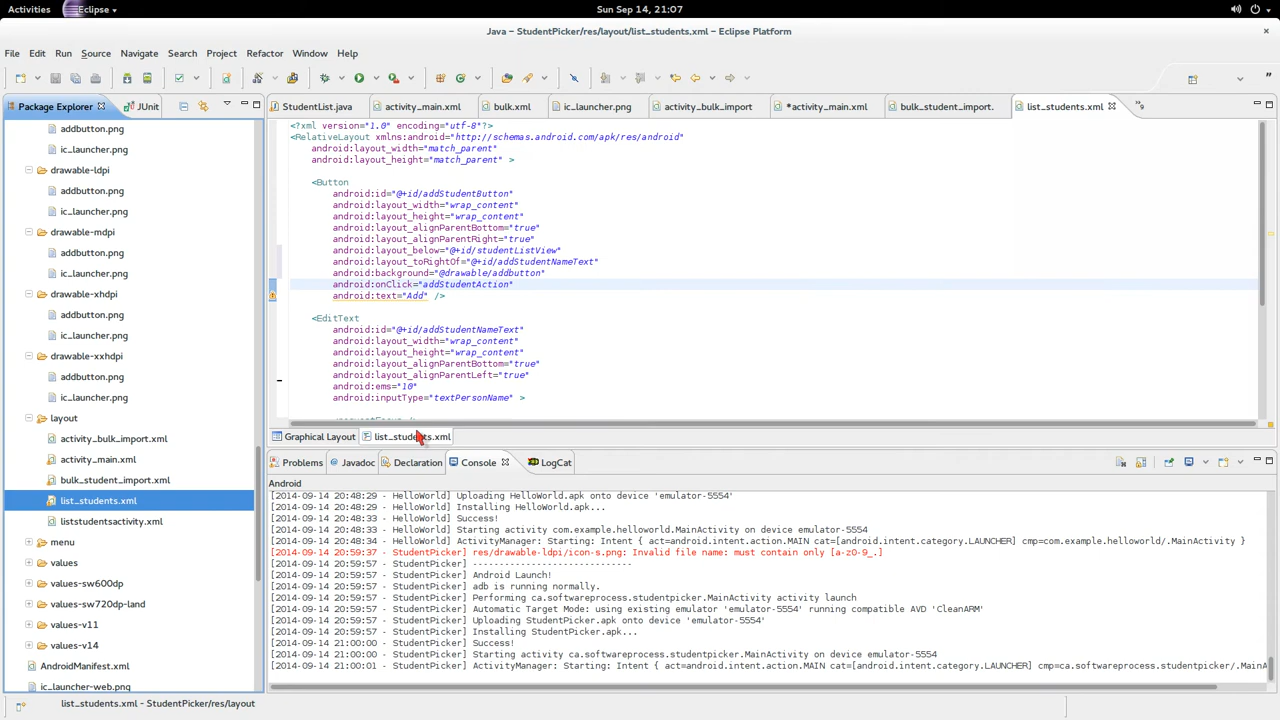 Activities Eclipse Sun Sep 14, 21:07
Java – StudentPicker/res/layout/list_students.xml – Eclipse Platform
File Edit Run Source Navigate Search Project Refactor Window Help
Package Explorer JUnit
StudentList.java activity_main.xml bulk.xml ic_launcher.png activity_bulk_import *activity_main.xml bulk_student_import. list_students.xml »9
addbutton.png
ic_launcher.png
drawable-ldpi
addbutton.png
ic_launcher.png
drawable-mdpi
addbutton.png
ic_launcher.png
drawable-xhdpi
addbutton.png
ic_launcher.png
drawable-xxhdpi
addbutton.png
ic_launcher.png
layout
activity_bulk_import.xml
activity_main.xml
bulk_student_import.xml
list_students.xml
liststudentsactivity.xml
menu
values
values-sw600dp
values-sw720dp-land
values-v11
values-v14
AndroidManifest.xml
ic_launcher-web.png
<?xml version="1.0" encoding="utf-8"?>
<RelativeLayout xmlns:android="http://schemas.android.com/apk/res/android"
android:layout_width="match_parent"
android:layout_height="match_parent" >
<Button
android:id="@+id/addStudentButton"
android:layout_width="wrap_content"
android:layout_height="wrap_content"
android:layout_alignParentBottom="true"
android:layout_alignParentRight="true"
android:layout_below="@+id/studentListView"
android:layout_toRightOf="@+id/addStudentNameText"
android:background="@drawable/addbutton"
android:onClick="addStudentAction"
android:text="Add" />
<EditText
android:id="@+id/addStudentNameText"
android:layout_width="wrap_content"
android:layout_height="wrap_content"
android:layout_alignParentBottom="true"
android:layout_alignParentLeft="true"
android:ems="10"
android:inputType="textPersonName" >
Graphical Layout list_students.xml
Problems Javadoc Declaration Console LogCat
Android
[2014-09-14 20:48:29 - HelloWorld] Uploading HelloWorld.apk onto device 'emulator-5554'
[2014-09-14 20:48:29 - HelloWorld] Installing HelloWorld.apk...
[2014-09-14 20:48:33 - HelloWorld] Success!
[2014-09-14 20:48:33 - HelloWorld] Starting activity com.example.helloworld.MainActivity on device emulator-5554
[2014-09-14 20:48:34 - HelloWorld] ActivityManager: Starting: Intent { act=android.intent.action.MAIN cat=[android.intent.category.LAUNCHER] cmp=com.example.helloworld/.MainActivity }
[2014-09-14 20:59:37 - StudentPicker] res/drawable-ldpi/icon-s.png: Invalid file name: must contain only [a-z0-9_.]
[2014-09-14 20:59:57 - StudentPicker] ------------------------------
[2014-09-14 20:59:57 - StudentPicker] Android Launch!
[2014-09-14 20:59:57 - StudentPicker] adb is running normally.
[2014-09-14 20:59:57 - StudentPicker] Performing ca.softwareprocess.studentpicker.MainActivity activity launch
[2014-09-14 20:59:57 - StudentPicker] Automatic Target Mode: using existing emulator 'emulator-5554' running compatible AVD 'CleanARM'
[2014-09-14 20:59:57 - StudentPicker] Uploading StudentPicker.apk onto device 'emulator-5554'
[2014-09-14 20:59:57 - StudentPicker] Installing StudentPicker.apk...
[2014-09-14 21:00:00 - StudentPicker] Success!
[2014-09-14 21:00:00 - StudentPicker] Starting activity ca.softwareprocess.studentpicker.MainActivity on device emulator-5554
[2014-09-14 21:00:01 - StudentPicker] ActivityManager: Starting: Intent { act=android.intent.action.MAIN cat=[android.intent.category.LAUNCHER] cmp=ca.softwareprocess.studentpicker/.MainA
list_students.xml - StudentPicker/res/layout